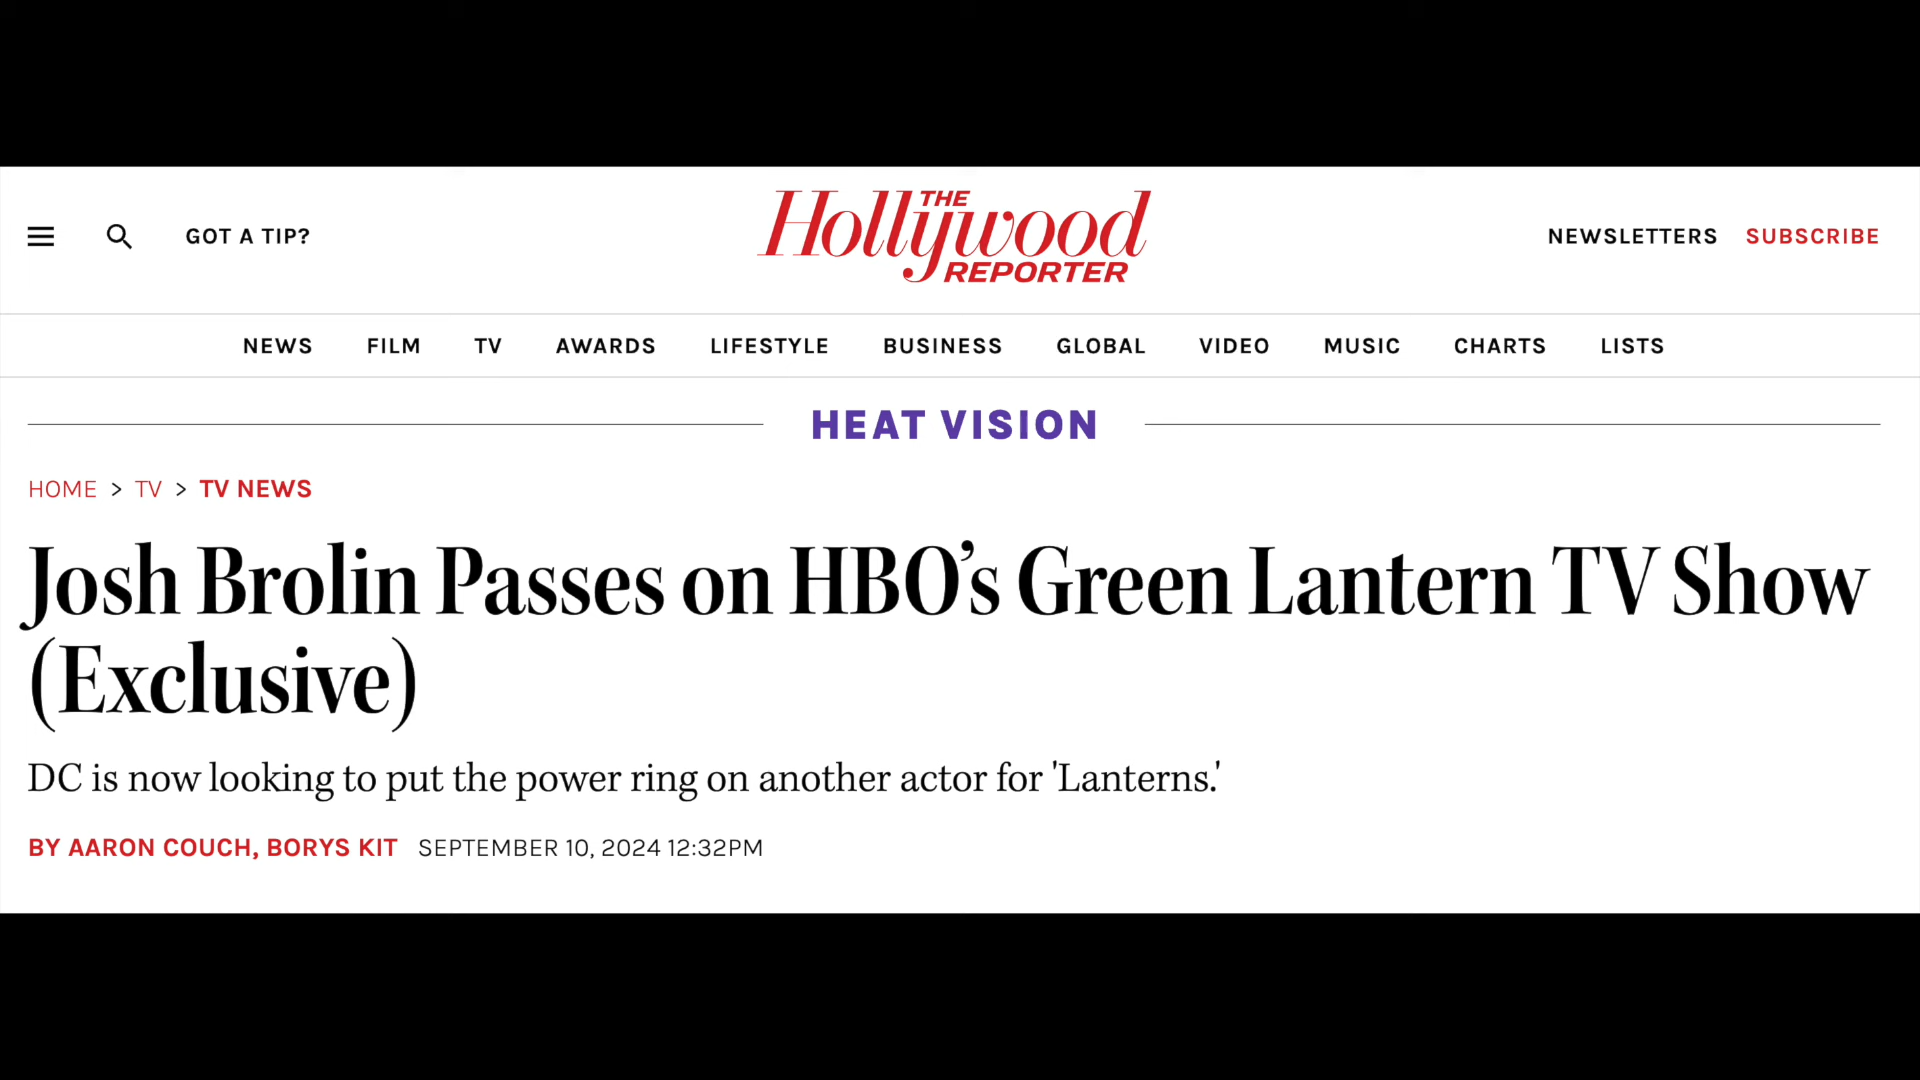 GOT A TIP?
THE
Hollywood
REPORTER
NEWSLETTERS SUBSCRIBE
NEWS FILM TV AWARDS LIFESTYLE BUSINESS GLOBAL VIDEO MUSIC CHARTS LISTS
HEAT VISION
HOME > TV > TV NEWS
Josh Brolin Passes on HBO’s Green Lantern TV Show
(Exclusive)
DC is now looking to put the power ring on another actor for 'Lanterns.'
BY AARON COUCH, BORYS KIT SEPTEMBER 10, 2024 12:32PM